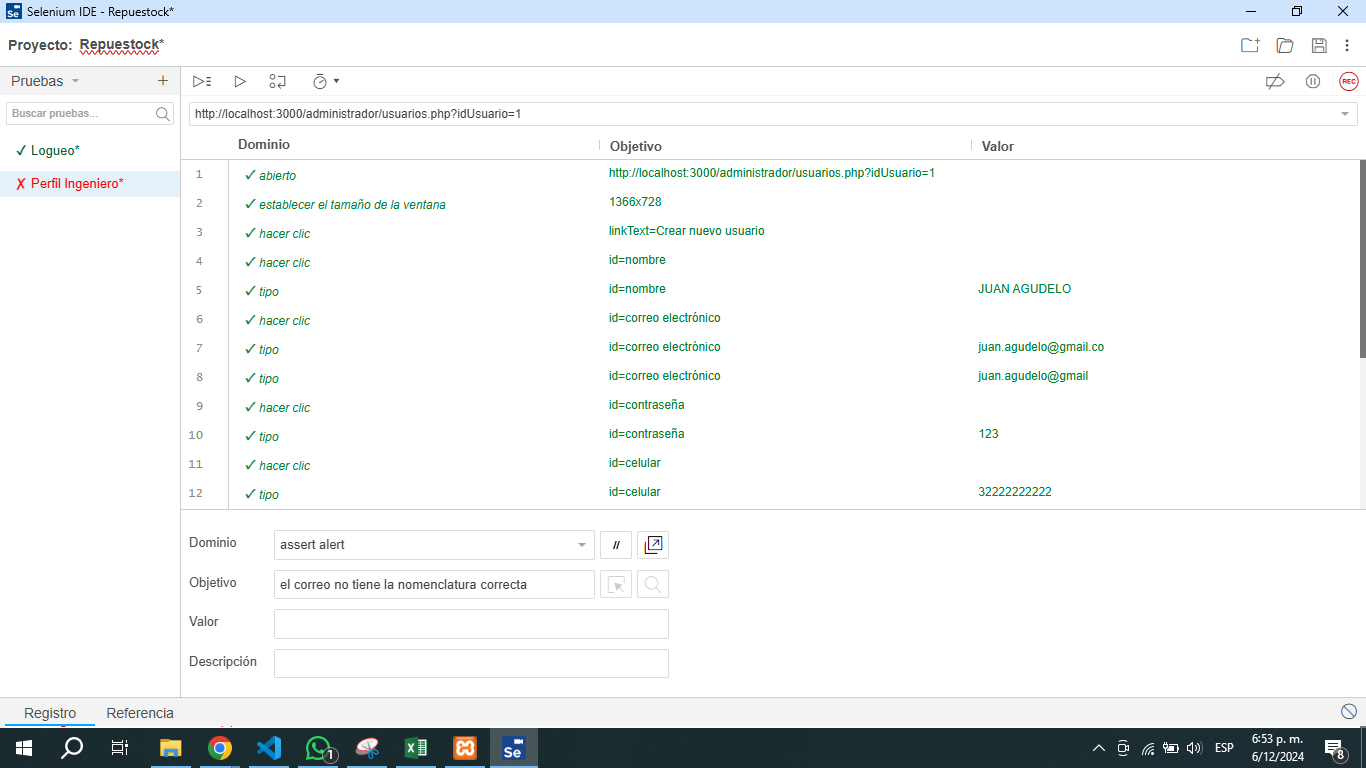 Selenium IDE - Repuestock*
Proyecto: Repuestock*
Pruebas
Buscar pruebas...
✓ Logueo*
✗ Perfil Ingeniero*
REC
http://localhost:3000/administrador/usuarios.php?idUsuario=1
Dominio Objetivo Valor
1 ✓ abierto http://localhost:3000/administrador/usuarios.php?idUsuario=1
2 ✓ establecer el tamaño de la ventana 1366x728
3 ✓ hacer clic linkText=Crear nuevo usuario
4 ✓ hacer clic id=nombre
5 ✓ tipo id=nombre JUAN AGUDELO
6 ✓ hacer clic id=correo electrónico
7 ✓ tipo id=correo electrónico juan.agudelo@gmail.co
8 ✓ tipo id=correo electrónico juan.agudelo@gmail
9 ✓ hacer clic id=contraseña
10 ✓ tipo id=contraseña 123
11 ✓ hacer clic id=celular
12 ✓ tipo id=celular 32222222222
Dominio assert alert //
Objetivo el correo no tiene la nomenclatura correcta
Valor
Descripción
Registro Referencia
1 Se ESP 6:53 p. m.
6/12/2024 8